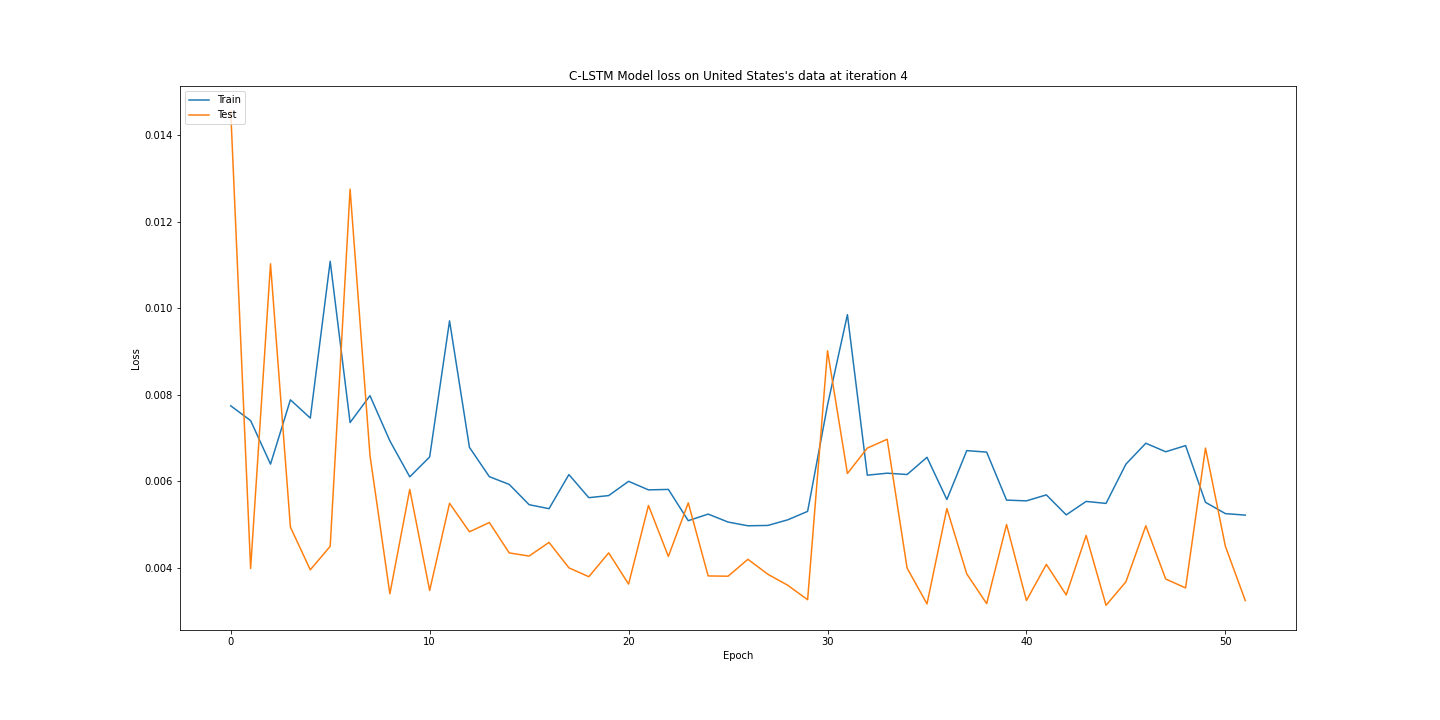 C-LSTM Model loss on United States's data at iteration 4
Train
Test
0.014
0.012
0.010
0.008
0.006
0.004
Loss
0 10 20 30 40 50
Epoch